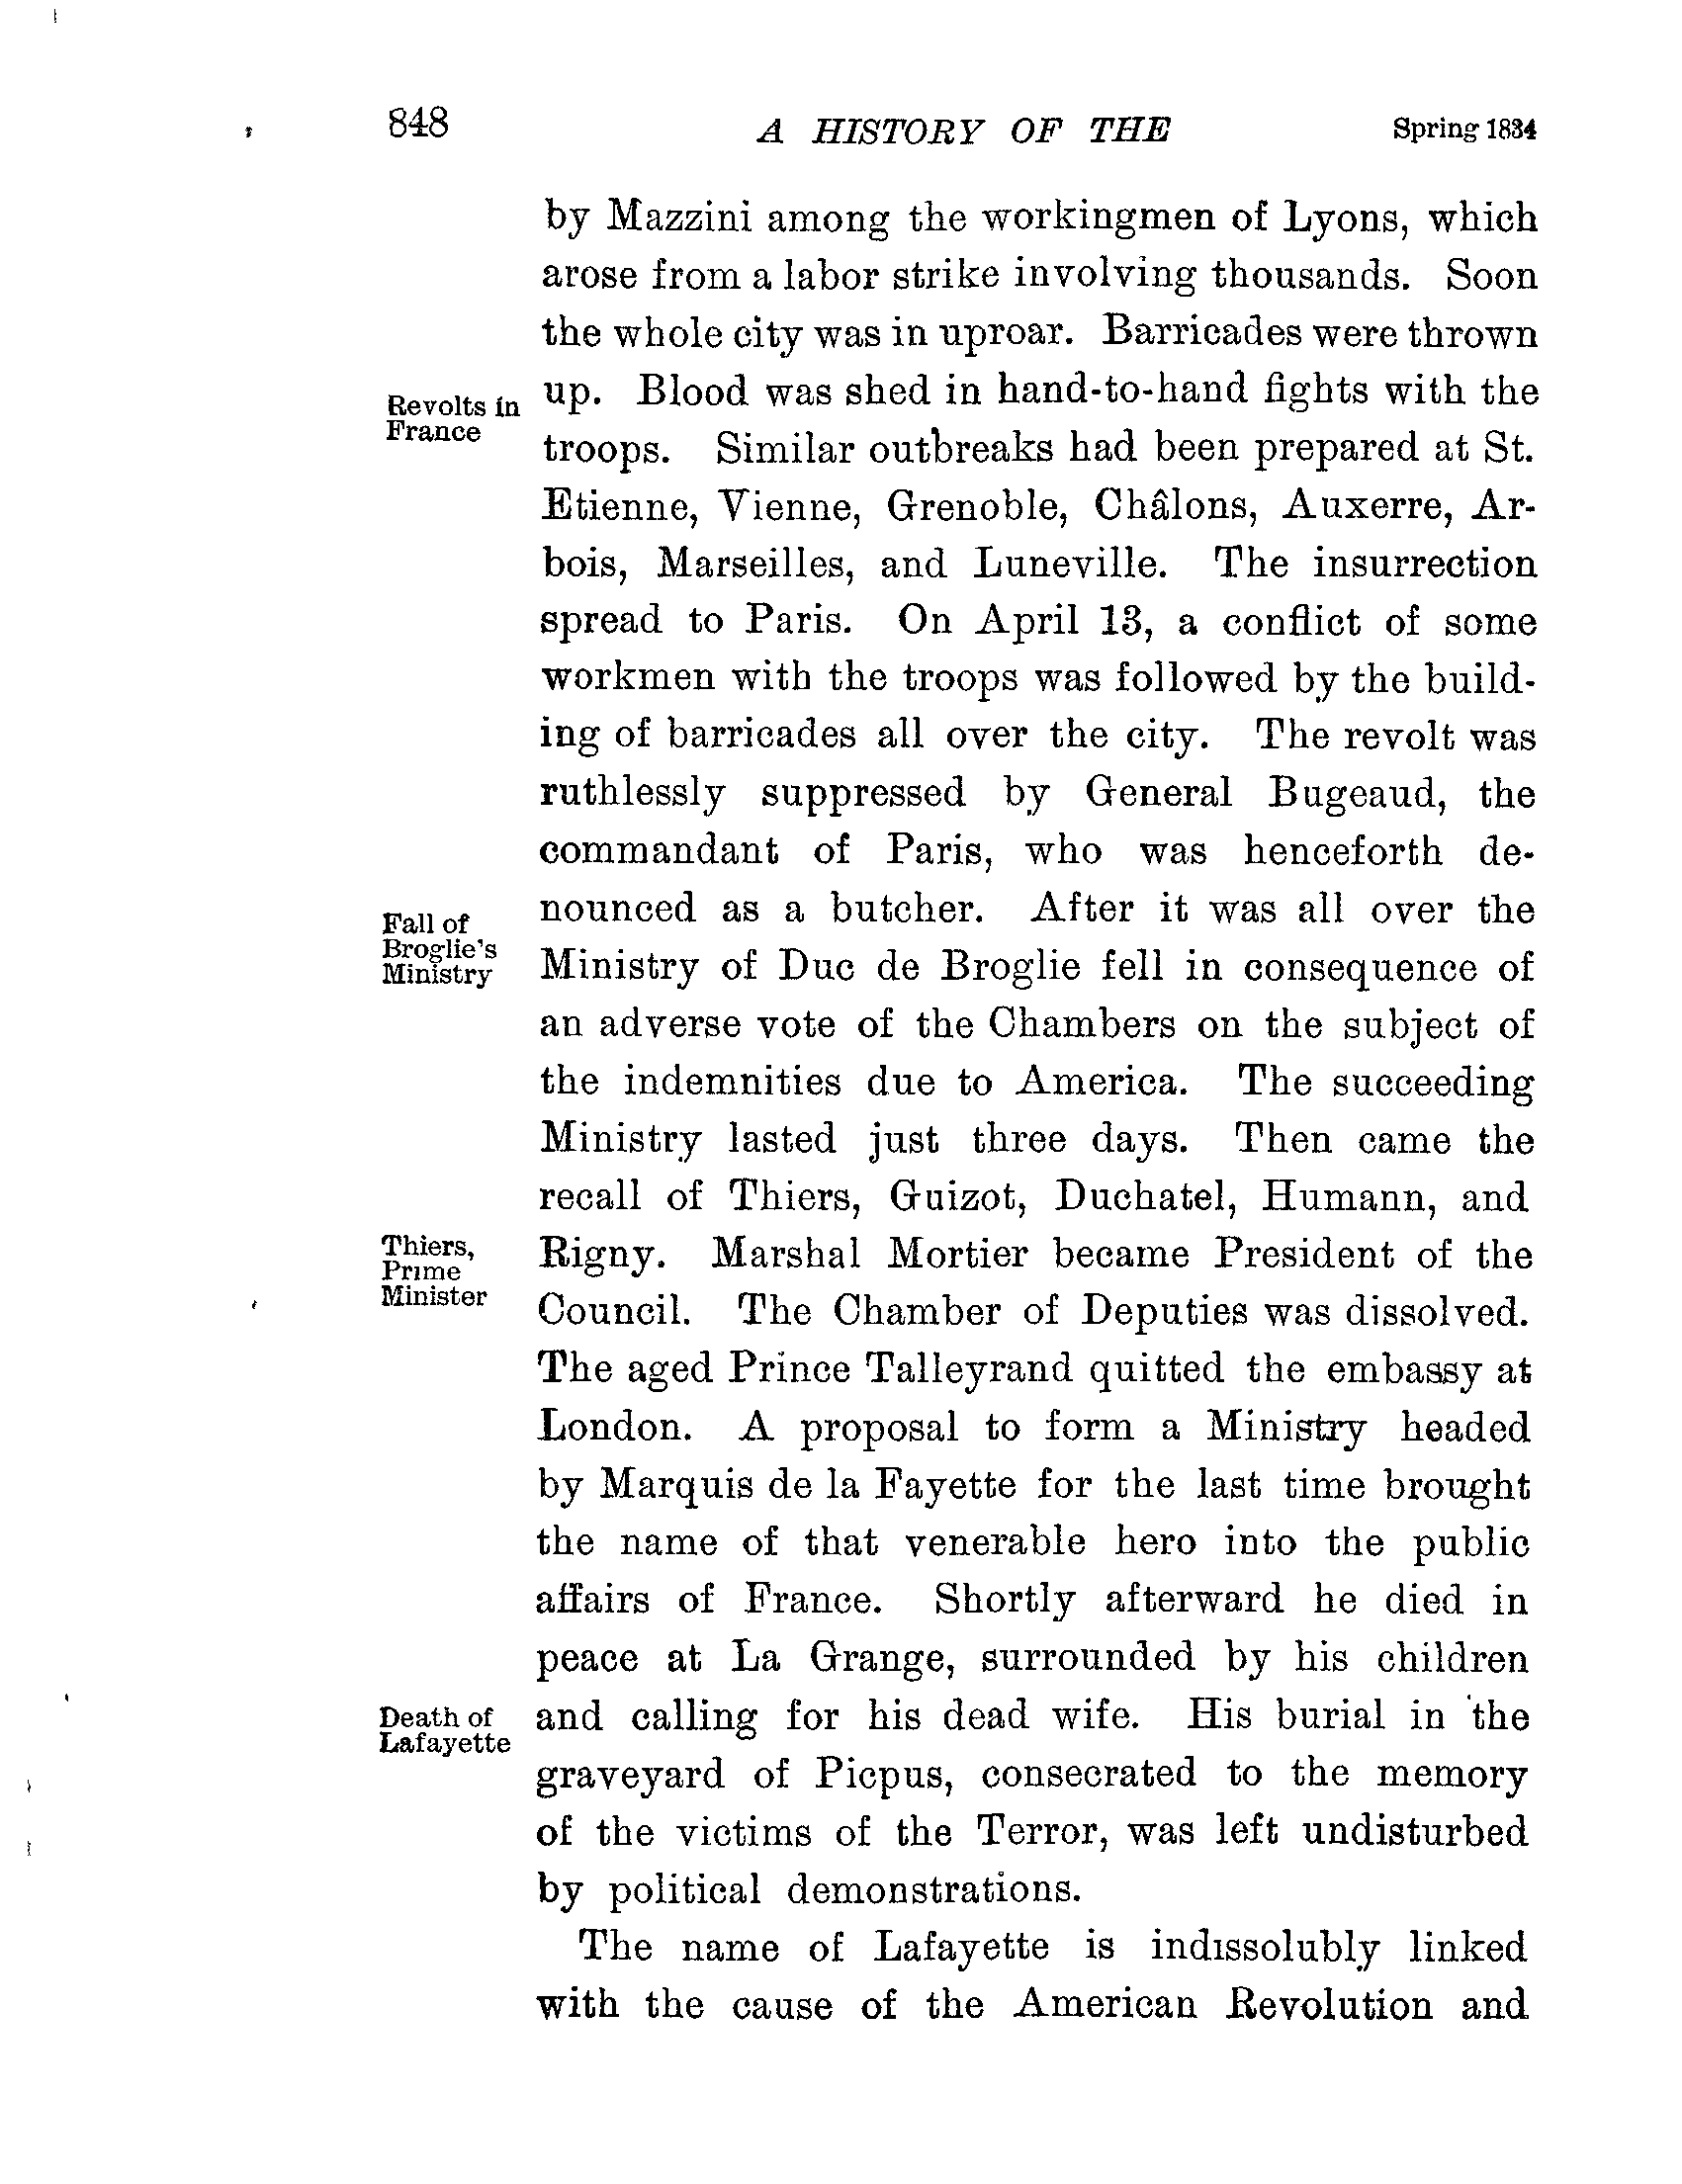 848
A HISTORY OF THE
Spring 1834
by Mazzini among the workingmen of Lyons, which
arose from a labor strike involving thousands. Soon
the whole city was in uproar. Barricades were thrown
Revolts in
France
up. Blood was shed in hand-to-hand fights with the
troops. Similar outbreaks had been prepared at St.
Etienne, Vienne, Grenoble, Châlons, Auxerre, Ar-
bois, Marseilles, and Luneville. The insurrection
spread to Paris. On April 13, a conflict of some
workmen with the troops was followed by the build-
ing of barricades all over the city. The revolt was
ruthlessly suppressed by General Bugeaud, the
commandant of Paris, who was henceforth de-
Fall of
Broglie's
Ministry
nounced as a butcher. After it was all over the
Ministry of Duc de Broglie fell in consequence of
an adverse vote of the Chambers on the subject of
the indemnities due to America. The succeeding
Ministry lasted just three days. Then came the
recall of Thiers, Guizot, Duchatel, Humann, and
Thiers,
Prime
Minister
Rigny. Marshal Mortier became President of the
Council. The Chamber of Deputies was dissolved.
The aged Prince Talleyrand quitted the embassy at
London. A proposal to form a Ministry headed
by Marquis de la Fayette for the last time brought
the name of that venerable hero into the public
affairs of France. Shortly afterward he died in
peace at La Grange, surrounded by his children
Death of
Lafayette
and calling for his dead wife. His burial in the
graveyard of Picpus, consecrated to the memory
of the victims of the Terror, was left undisturbed
by political demonstrations.
The name of Lafayette is indissolubly linked
with the cause of the American Revolution and